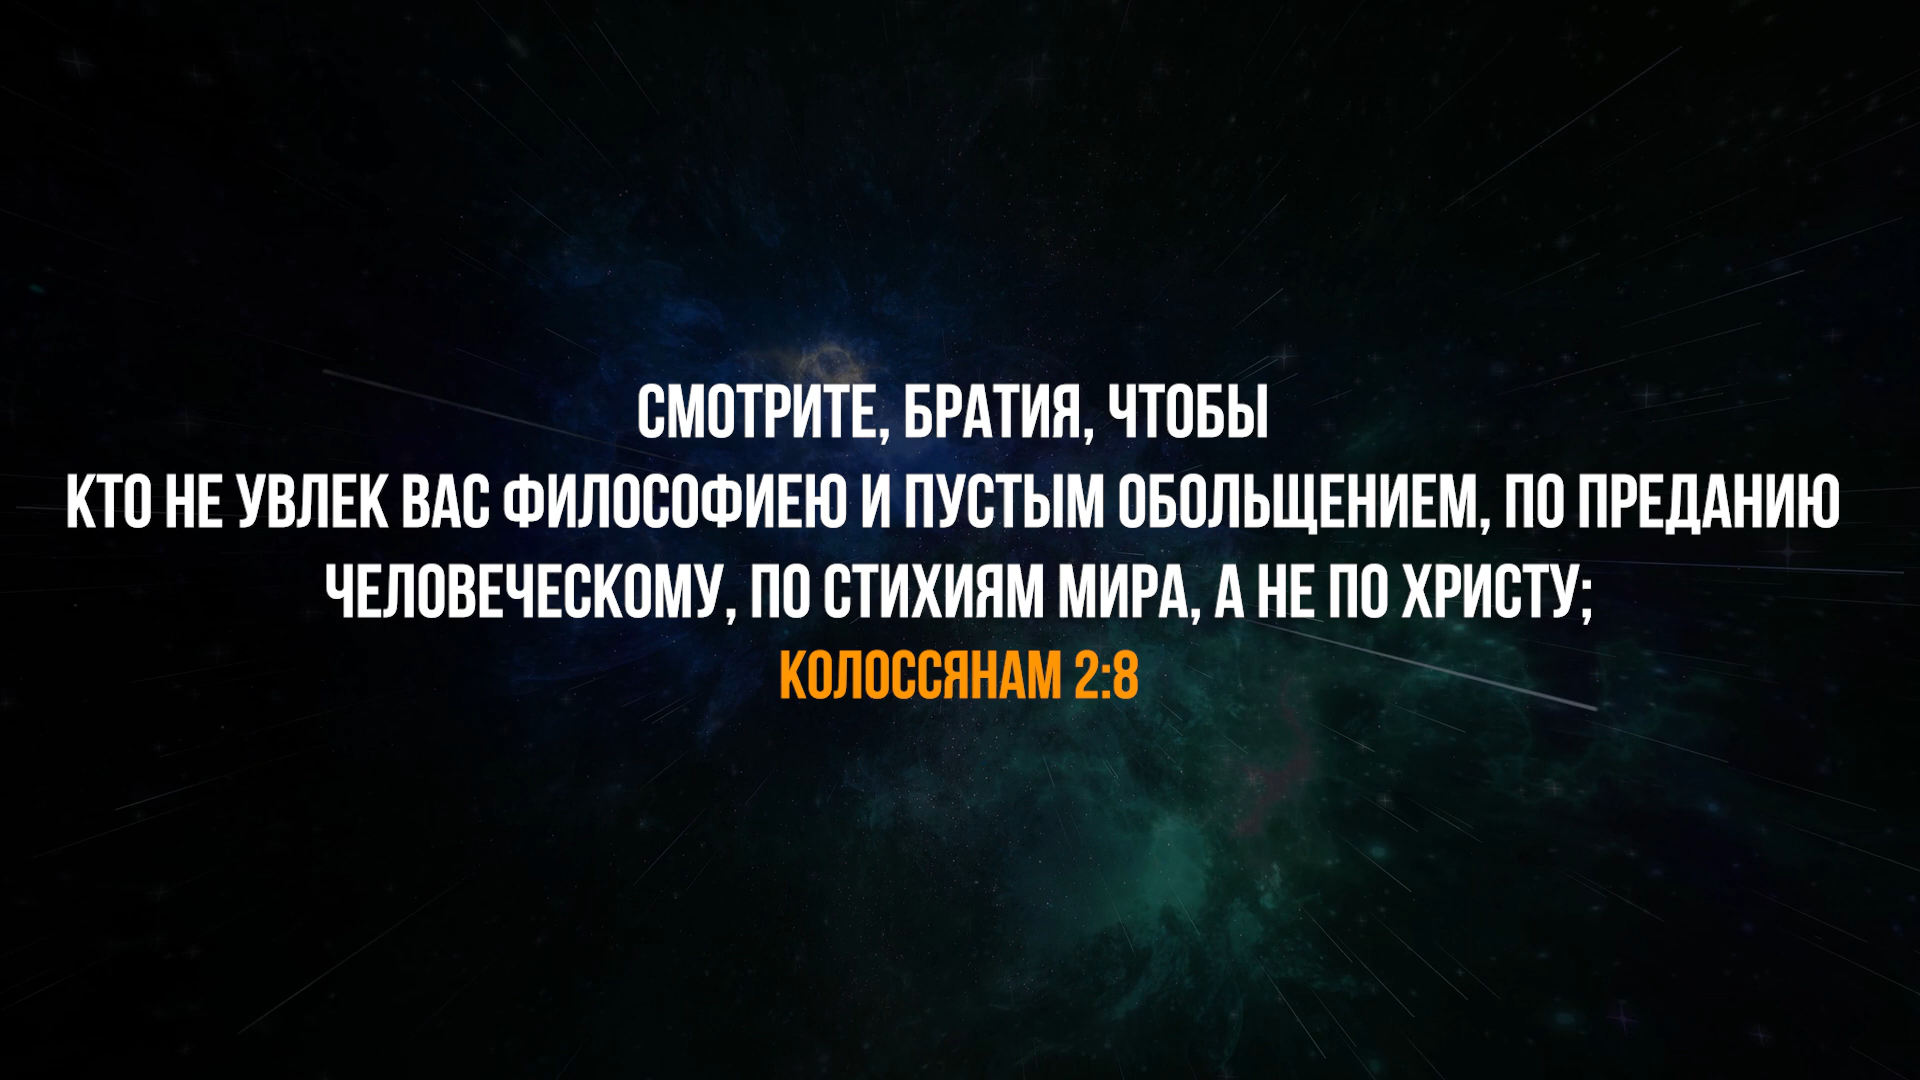 СМОТРИТЕ, БРАТИЯ, ЧТОБЫ
КТО НЕ УВЛЕК ВАС ФИЛОСОФИЕЮ И ПУСТЫМ ОБОЛЬЩЕНИЕМ, ПО ПРЕДАНИЮ
ЧЕЛОВЕЧЕСКОМУ, ПО СТИХИЯМ МИРА, А НЕ ПО ХРИСТУ;
КОЛОССЯНАМ 2:8